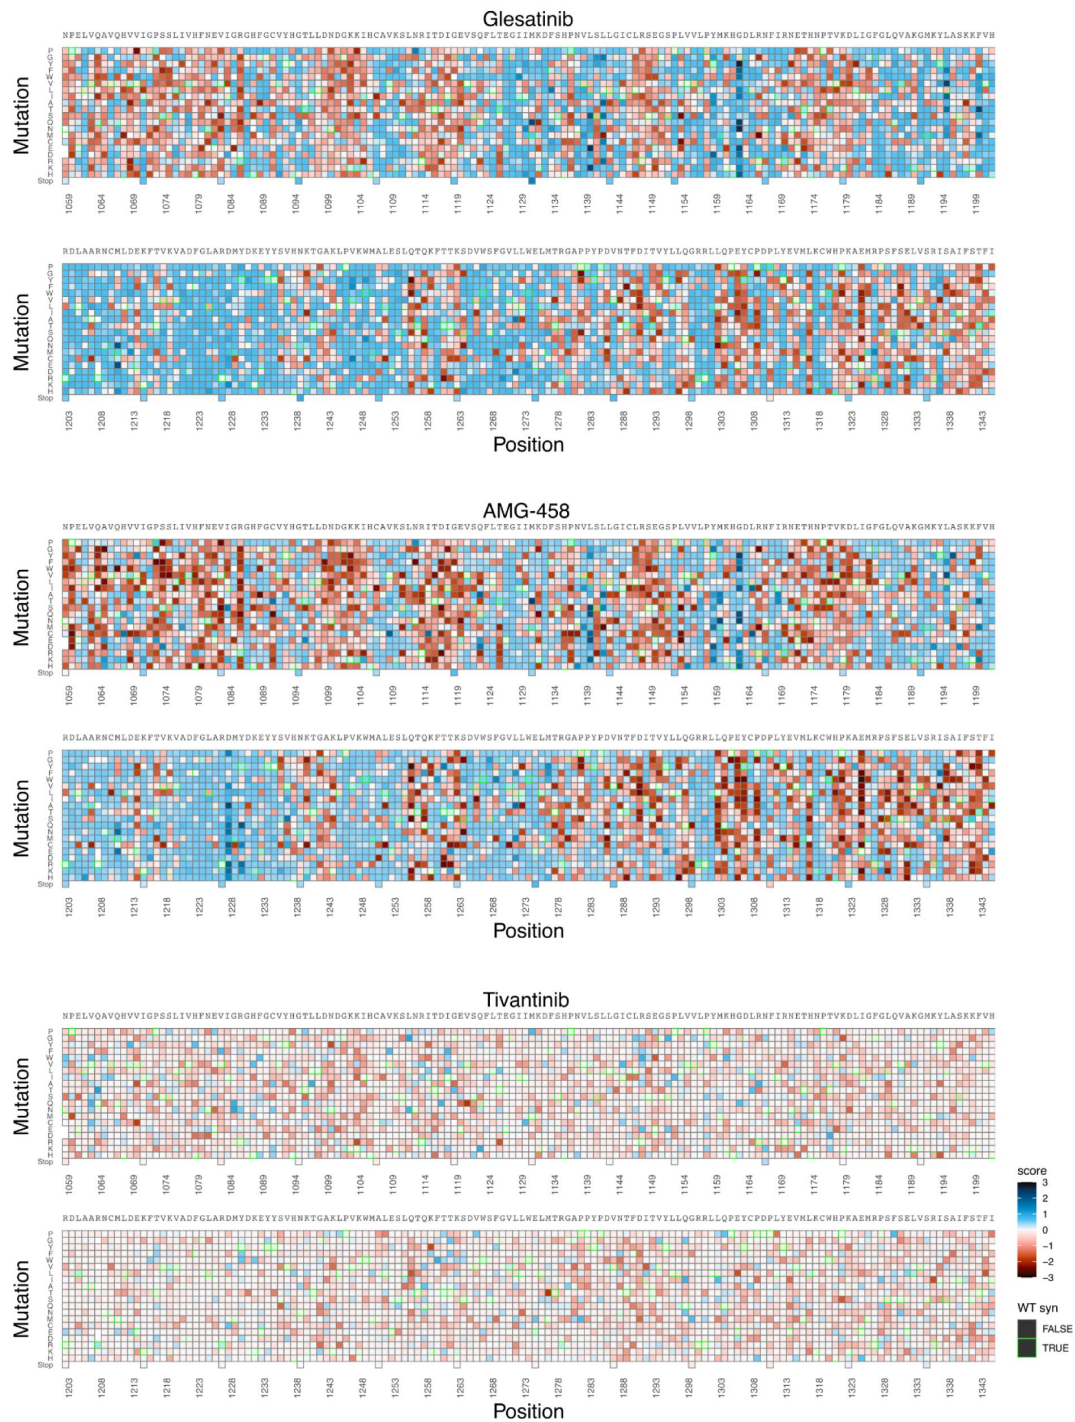 Glesatinib
NPELVQAVQHVVIGPSSLIVHFNEVIGRGHFGCVYHGTLLDNDGKKIHCAVKSLNRITDIGEVSQFLTEGIIMKDFSHPNVLSLLGICLRSEGSPLVVLPYMKHGDLRNFIRNETHNPTVKDLIGFGLQVAKGMKYLASKKFVH
Mutation
P
G
Y
F
W
V
L
I
A
T
S
Q
N
M
C
E
D
R
K
H
Stop
1059 1064 1069 1074 1079 1084 1089 1094 1099 1104 1109 1114 1119 1124 1129 1134 1139 1144 1149 1154 1159 1164 1169 1174 1179 1184 1189 1194 1199
RDLAARNCMLDEKFTVKVADFGLARDMYDKEYYSVHNKTGAKLPVKWMALESLQTQKFTTKSDVWSFGVLLWELMTRGAPPYPDVNTFDITVYLLQGRRLLQPEYCPDPLYEVMLKCWHPKAEMRPSFSELVSRISAIFSTFI
Mutation
P
G
Y
F
W
V
L
I
A
T
S
Q
N
M
C
E
D
R
K
H
Stop
1203 1208 1213 1218 1223 1228 1233 1238 1243 1248 1253 1258 1263 1268 1273 1278 1283 1288 1293 1298 1303 1308 1313 1318 1323 1328 1333 1338 1343
Position
AMG-458
NPELVQAVQHVVIGPSSLIVHFNEVIGRGHFGCVYHGTLLDNDGKKIHCAVKSLNRITDIGEVSQFLTEGIIMKDFSHPNVLSLLGICLRSEGSPLVVLPYMKHGDLRNFIRNETHNPTVKDLIGFGLQVAKGMKYLASKKFVH
Mutation
P
G
Y
F
W
V
L
I
A
T
S
Q
N
M
C
E
D
R
K
H
Stop
1059 1064 1069 1074 1079 1084 1089 1094 1099 1104 1109 1114 1119 1124 1129 1134 1139 1144 1149 1154 1159 1164 1169 1174 1179 1184 1189 1194 1199
RDLAARNCMLDEKFTVKVADFGLARDMYDKEYYSVHNKTGAKLPVKWMALESLQTQKFTTKSDVWSFGVLLWELMTRGAPPYPDVNTFDITVYLLQGRRLLQPEYCPDPLYEVMLKCWHPKAEMRPSFSELVSRISAIFSTFI
Mutation
P
G
Y
F
W
V
L
I
A
T
S
Q
N
M
C
E
D
R
K
H
Stop
1203 1208 1213 1218 1223 1228 1233 1238 1243 1248 1253 1258 1263 1268 1273 1278 1283 1288 1293 1298 1303 1308 1313 1318 1323 1328 1333 1338 1343
Position
Tivantinib
NPELVQAVQHVVIGPSSLIVHFNEVIGRGHFGCVYHGTLLDNDGKKIHCAVKSLNRITDIGEVSQFLTEGIIMKDFSHPNVLSLLGICLRSEGSPLVVLPYMKHGDLRNFIRNETHNPTVKDLIGFGLQVAKGMKYLASKKFVH
Mutation
P
G
Y
F
W
V
L
I
A
T
S
Q
N
M
C
E
D
R
K
H
Stop
1059 1064 1069 1074 1079 1084 1089 1094 1099 1104 1109 1114 1119 1124 1129 1134 1139 1144 1149 1154 1159 1164 1169 1174 1179 1184 1189 1194 1199
RDLAARNCMLDEKFTVKVADFGLARDMYDKEYYSVHNKTGAKLPVKWMALESLQTQKFTTKSDVWSFGVLLWELMTRGAPPYPDVNTFDITVYLLQGRRLLQPEYCPDPLYEVMLKCWHPKAEMRPSFSELVSRISAIFSTFI
Mutation
P
G
Y
F
W
V
L
I
A
T
S
Q
N
M
C
E
D
R
K
H
Stop
1203 1208 1213 1218 1223 1228 1233 1238 1243 1248 1253 1258 1263 1268 1273 1278 1283 1288 1293 1298 1303 1308 1313 1318 1323 1328 1333 1338 1343
Position
score
3
2
1
0
−1
−2
−3
WT syn
FALSE
TRUE